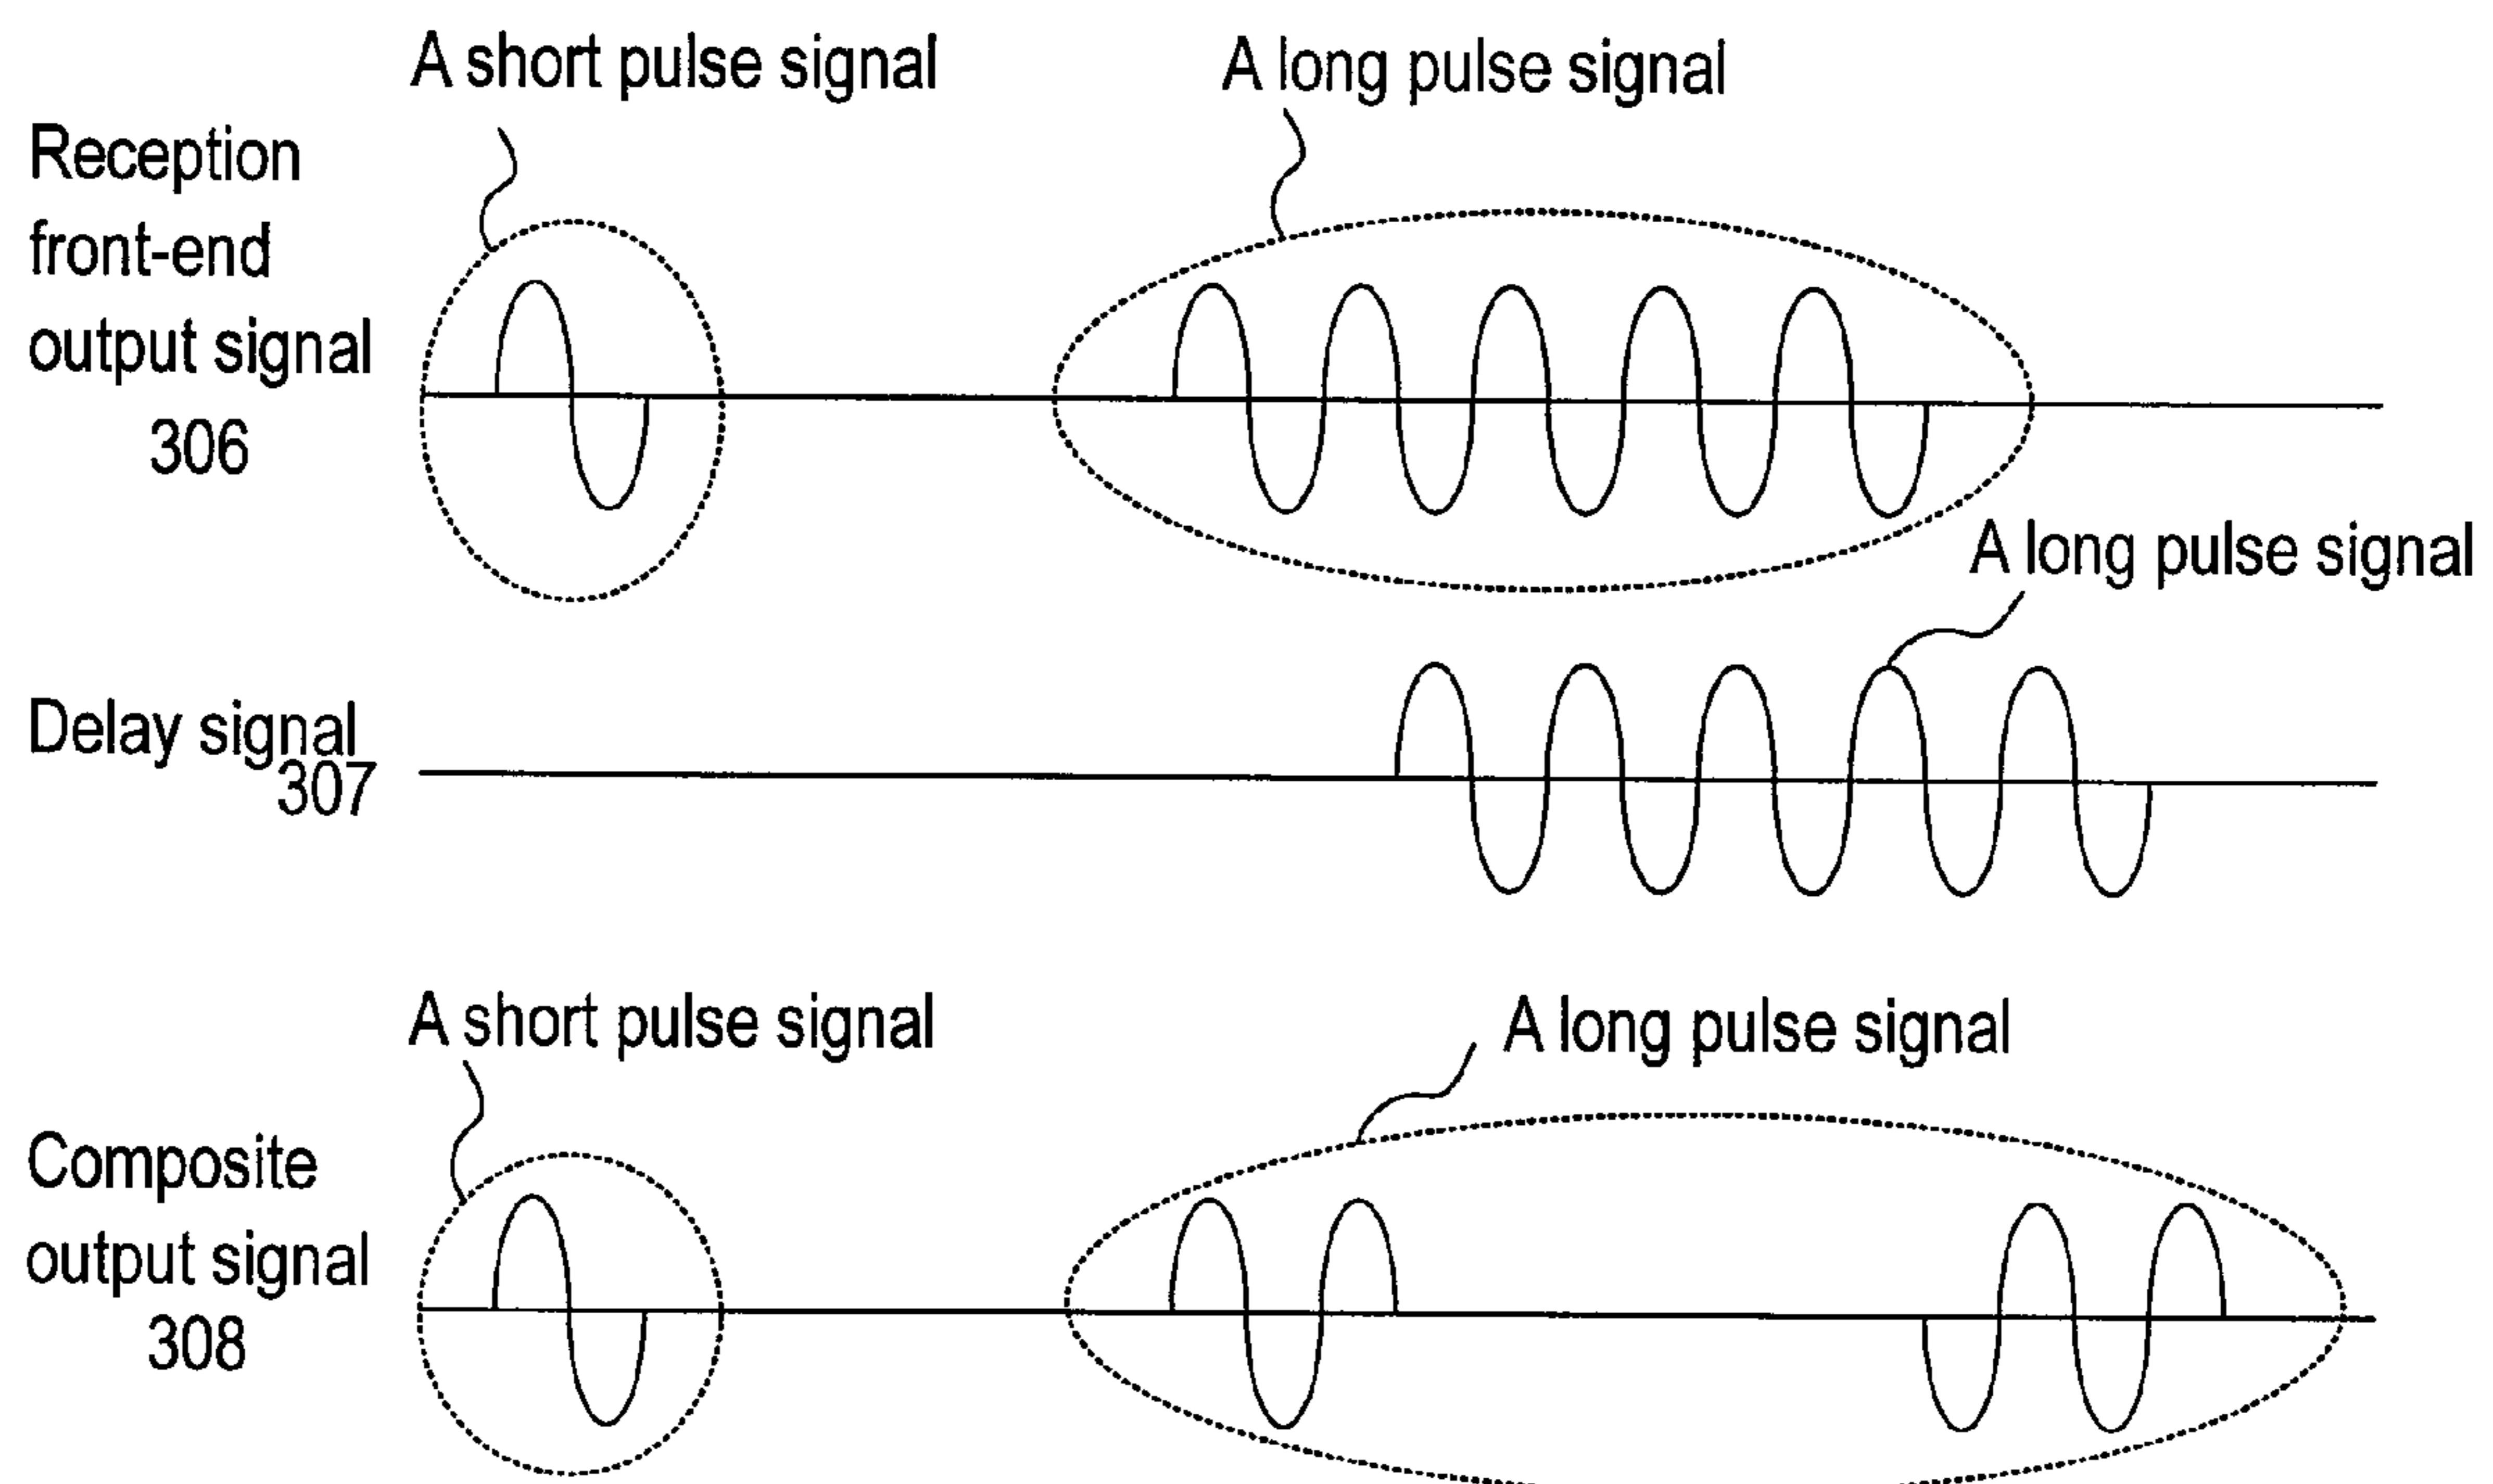 A short pulse signal
A long pulse signal
Reception
front-end
output signal
306
A long pulse signal
Delay signal
307
A short pulse signal
A long pulse signal
Composite
output signal
308